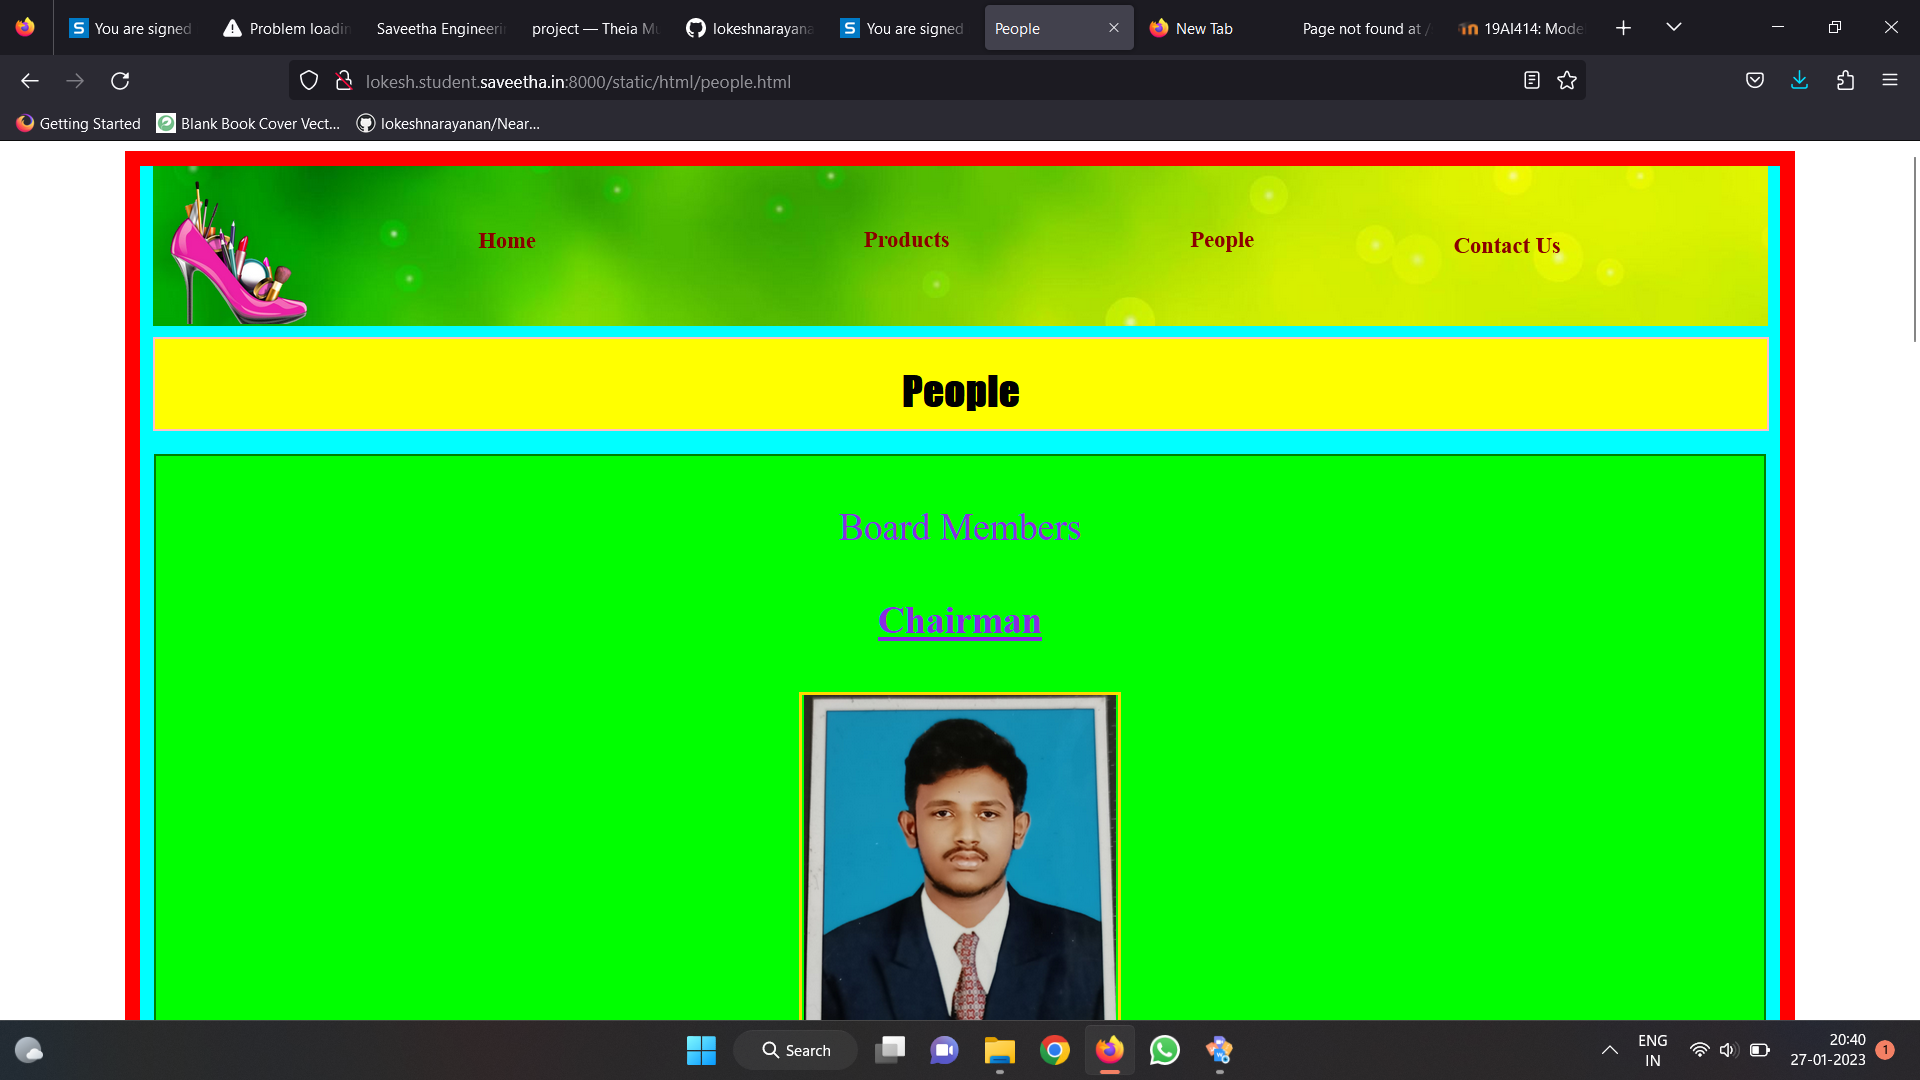 You are signed
Problem loadin
Saveetha Engineerin
project — Theia Mu
lokeshnarayana
You are signed
People
New Tab
Page not found at /
19AI414: Mode
lokesh.student.saveetha.in:8000/static/html/people.html
Getting Started
Blank Book Cover Vect...
lokeshnarayanan/Near...
Home
Products
People
Contact Us
People
Board Members
Chairman
Search
ENG
IN
20:40
27-01-2023
1